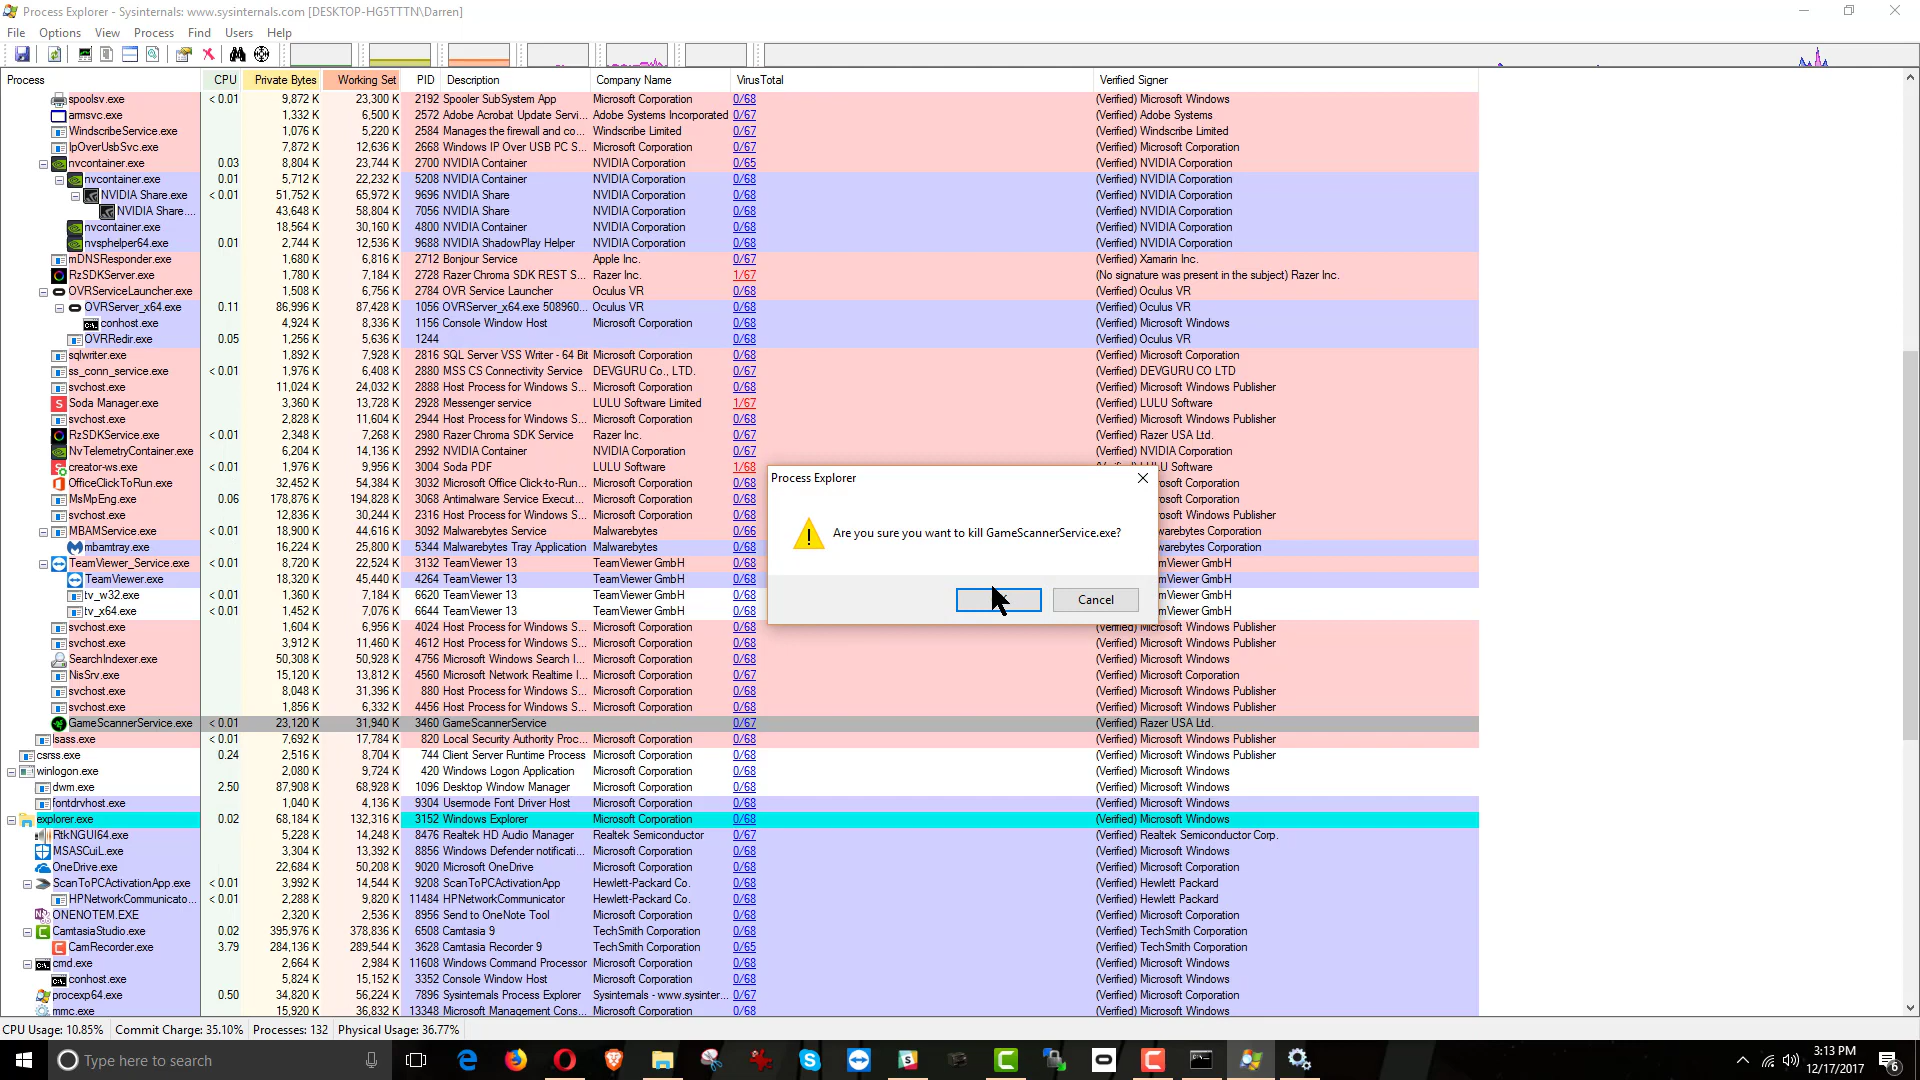 Process Explorer - Sysinternals: www.sysinternals.com [DESKTOP-HG5TTTN\Darren]
File Options View Process Find Users Help
Process CPU Private Bytes Working Set PID Description Company Name VirusTotal Verified Signer
spoolsv.exe < 0.01 9,872 K 23,300 K 2192 Spooler SubSystem App Microsoft Corporation 0/68 (Verified) Microsoft Windows
armsvc.exe 1,332 K 6,500 K 2572 Adobe Acrobat Update Servi... Adobe Systems Incorporated 0/67 (Verified) Adobe Systems
WindscribeService.exe 1,076 K 5,220 K 2584 Manages the firewall and co... Windscribe Limited 0/67 (Verified) Windscribe Limited
IpOverUsbSvc.exe 7,872 K 12,636 K 2668 Windows IP Over USB PC S... Microsoft Corporation 0/67 (Verified) Microsoft Corporation
nvcontainer.exe 0.03 8,804 K 23,744 K 2700 NVIDIA Container NVIDIA Corporation 0/65 (Verified) NVIDIA Corporation
nvcontainer.exe 0.01 5,712 K 22,232 K 5208 NVIDIA Container NVIDIA Corporation 0/68 (Verified) NVIDIA Corporation
NVIDIA Share.exe < 0.01 51,752 K 65,972 K 9696 NVIDIA Share NVIDIA Corporation 0/68 (Verified) NVIDIA Corporation
NVIDIA Share.... 43,648 K 58,804 K 7056 NVIDIA Share NVIDIA Corporation 0/68 (Verified) NVIDIA Corporation
nvcontainer.exe 18,564 K 30,160 K 4800 NVIDIA Container NVIDIA Corporation 0/68 (Verified) NVIDIA Corporation
nvsphelper64.exe 0.01 2,744 K 12,536 K 9688 NVIDIA ShadowPlay Helper NVIDIA Corporation 0/68 (Verified) NVIDIA Corporation
mDNSResponder.exe 1,680 K 6,816 K 2712 Bonjour Service Apple Inc. 0/67 (Verified) Xamarin Inc.
RzSDKServer.exe 1,780 K 7,184 K 2728 Razer Chroma SDK REST S... Razer Inc. 1/67 (No signature was present in the subject) Razer Inc.
OVRServiceLauncher.exe 1,508 K 6,756 K 2784 OVR Service Launcher Oculus VR 0/68 (Verified) Oculus VR
OVRServer_x64.exe 0.11 86,996 K 87,428 K 1056 OVRServer_x64.exe 508960... Oculus VR 0/68 (Verified) Oculus VR
conhost.exe 4,924 K 8,336 K 1156 Console Window Host Microsoft Corporation 0/68 (Verified) Microsoft Windows
OVRRedir.exe 0.05 1,256 K 5,636 K 1244 0/68 (Verified) Oculus VR
sqlwriter.exe 1,892 K 7,928 K 2816 SQL Server VSS Writer - 64 Bit Microsoft Corporation 0/68 (Verified) Microsoft Corporation
ss_conn_service.exe < 0.01 1,976 K 6,408 K 2880 MSS CS Connectivity Service DEVGURU Co., LTD. 0/67 (Verified) DEVGURU CO LTD
svchost.exe 11,024 K 24,032 K 2888 Host Process for Windows S... Microsoft Corporation 0/68 (Verified) Microsoft Windows Publisher
Soda Manager.exe 3,360 K 13,728 K 2928 Messenger service LULU Software Limited 1/67 (Verified) LULU Software
svchost.exe 2,828 K 11,604 K 2944 Host Process for Windows S... Microsoft Corporation 0/68 (Verified) Microsoft Windows Publisher
RzSDKService.exe < 0.01 2,348 K 7,268 K 2980 Razer Chroma SDK Service Razer Inc. 0/67 (Verified) Razer USA Ltd.
NvTelemetryContainer.exe 6,204 K 14,136 K 2992 NVIDIA Container NVIDIA Corporation 0/67 (Verified) NVIDIA Corporation
creator-ws.exe < 0.01 1,976 K 9,956 K 3004 Soda PDF LULU Software 1/68 Software
OfficeClickToRun.exe 32,452 K 54,384 K 3032 Microsoft Office Click-to-Run... Microsoft Corporation 0/68 Corporation
MsMpEng.exe 0.06 178,876 K 194,828 K 3068 Antimalware Service Execut... Microsoft Corporation 0/68 Corporation
svchost.exe 12,836 K 30,244 K 2316 Host Process for Windows S... Microsoft Corporation 0/68 Windows Publisher
MBAMService.exe < 0.01 18,900 K 44,616 K 3092 Malwarebytes Service Malwarebytes 0/66 warebytes Corporation
mbamtray.exe 16,224 K 25,800 K 5344 Malwarebytes Tray Application Malwarebytes 0/68 warebytes Corporation
TeamViewer_Service.exe < 0.01 8,720 K 22,524 K 3132 TeamViewer 13 TeamViewer GmbH 0/68 mViewer GmbH
TeamViewer.exe 18,320 K 45,440 K 4264 TeamViewer 13 TeamViewer GmbH 0/68 mViewer GmbH
tv_w32.exe < 0.01 1,360 K 7,184 K 6620 TeamViewer 13 TeamViewer GmbH 0/68 mViewer GmbH
tv_x64.exe < 0.01 1,452 K 7,076 K 6644 TeamViewer 13 TeamViewer GmbH 0/68 mViewer GmbH
svchost.exe 1,604 K 6,956 K 4024 Host Process for Windows S... Microsoft Corporation 0/68 (Verified) Microsoft Windows Publisher
svchost.exe 3,912 K 11,460 K 4612 Host Process for Windows S... Microsoft Corporation 0/68 (Verified) Microsoft Windows Publisher
SearchIndexer.exe 50,308 K 50,928 K 4756 Microsoft Windows Search I... Microsoft Corporation 0/68 (Verified) Microsoft Windows
NisSrv.exe 15,120 K 13,812 K 4560 Microsoft Network Realtime I... Microsoft Corporation 0/67 (Verified) Microsoft Corporation
svchost.exe 8,048 K 31,396 K 880 Host Process for Windows S... Microsoft Corporation 0/68 (Verified) Microsoft Windows Publisher
svchost.exe 1,856 K 6,332 K 4456 Host Process for Windows S... Microsoft Corporation 0/68 (Verified) Microsoft Windows Publisher
GameScannerService.exe < 0.01 23,120 K 31,940 K 3460 GameScannerService 0/67 (Verified) Razer USA Ltd.
lsass.exe < 0.01 7,692 K 17,784 K 820 Local Security Authority Proc... Microsoft Corporation 0/68 (Verified) Microsoft Windows Publisher
csrss.exe 0.24 2,516 K 8,704 K 744 Client Server Runtime Process Microsoft Corporation 0/68 (Verified) Microsoft Windows Publisher
winlogon.exe 2,080 K 9,724 K 420 Windows Logon Application Microsoft Corporation 0/68 (Verified) Microsoft Windows
dwm.exe 2.50 87,908 K 68,928 K 1096 Desktop Window Manager Microsoft Corporation 0/68 (Verified) Microsoft Windows
fontdrvhost.exe 1,040 K 4,136 K 9304 Usermode Font Driver Host Microsoft Corporation 0/68 (Verified) Microsoft Windows
explorer.exe 0.02 68,184 K 132,316 K 3152 Windows Explorer Microsoft Corporation 0/68 (Verified) Microsoft Windows
RtkNGUI64.exe 5,228 K 14,248 K 8476 Realtek HD Audio Manager Realtek Semiconductor 0/67 (Verified) Realtek Semiconductor Corp.
MSASCuiL.exe 3,304 K 13,392 K 8856 Windows Defender notificati... Microsoft Corporation 0/68 (Verified) Microsoft Windows
OneDrive.exe 22,684 K 50,208 K 9020 Microsoft OneDrive Microsoft Corporation 0/68 (Verified) Microsoft Corporation
ScanToPCActivationApp.exe < 0.01 3,992 K 14,544 K 9208 ScanToPCActivationApp Hewlett-Packard Co. 0/68 (Verified) Hewlett Packard
HPNetworkCommunicato... < 0.01 2,288 K 9,820 K 11484 HPNetworkCommunicator Hewlett-Packard Co. 0/68 (Verified) Hewlett Packard
ONENOTEM.EXE 2,320 K 2,536 K 8956 Send to OneNote Tool Microsoft Corporation 0/68 (Verified) Microsoft Corporation
CamtasiaStudio.exe 0.02 395,976 K 378,836 K 6508 Camtasia 9 TechSmith Corporation 0/68 (Verified) TechSmith Corporation
CamRecorder.exe 3.79 284,136 K 289,544 K 3628 Camtasia Recorder 9 TechSmith Corporation 0/65 (Verified) TechSmith Corporation
cmd.exe 2,664 K 2,984 K 11608 Windows Command Processor Microsoft Corporation 0/68 (Verified) Microsoft Windows
conhost.exe 5,824 K 15,152 K 3352 Console Window Host Microsoft Corporation 0/68 (Verified) Microsoft Windows
procexp64.exe 0.50 34,820 K 56,224 K 7896 Sysinternals Process Explorer Sysinternals - www.sysinter... 0/67 (Verified) Microsoft Corporation
mmc.exe 15,920 K 36,832 K 13348 Microsoft Management Cons... Microsoft Corporation 0/68 (Verified) Microsoft Windows
Process Explorer
Are you sure you want to kill GameScannerService.exe?
Cancel
CPU Usage: 10.85% Commit Charge: 35.10% Processes: 132 Physical Usage: 36.77%
Type here to search
3:13 PM
12/17/2017
6